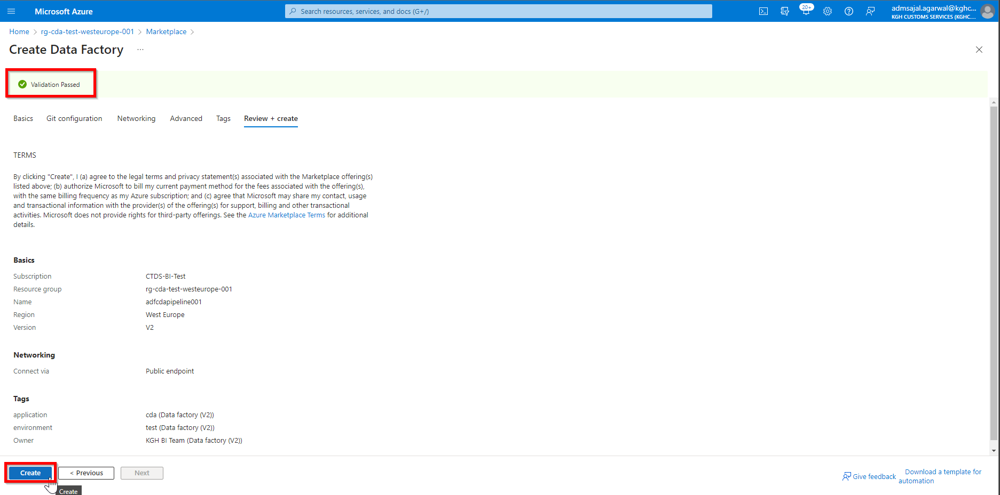 Microsoft Azure
Search resources, services, and docs (G+/)
20+
admsajal.agarwal@kghc...
KGH CUSTOMS SERVICES (KGHC....
Home > rg-cda-test-westeurope-001 > Marketplace >
Create Data Factory ...
Validation Passed
Basics Git configuration Networking Advanced Tags Review + create
TERMS
By clicking "Create", I (a) agree to the legal terms and privacy statement(s) associated with the Marketplace offering(s)
listed above; (b) authorize Microsoft to bill my current payment method for the fees associated with the offering(s),
with the same billing frequency as my Azure subscription; and (c) agree that Microsoft may share my contact, usage
and transactional information with the provider(s) of the offering(s) for support, billing and other transactional
activities. Microsoft does not provide rights for third-party offerings. See the Azure Marketplace Terms for additional
details.
Basics
Subscription CTDS-BI-Test
Resource group rg-cda-test-westeurope-001
Name adfcdapipeline001
Region West Europe
Version V2
Networking
Connect via Public endpoint
Tags
application cda (Data factory (V2))
environment test (Data factory (V2))
Owner KGH BI Team (Data factory (V2))
Create < Previous Next
Create
Give feedback
Download a template for
automation